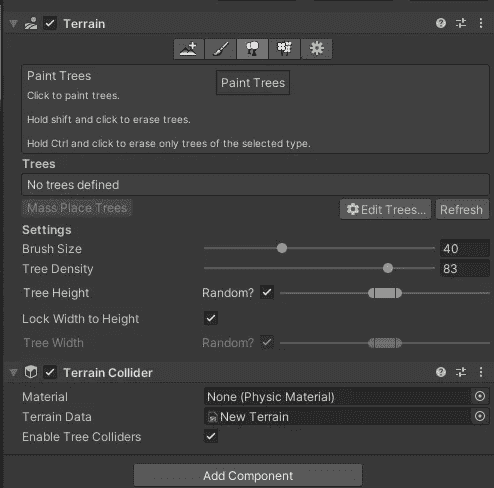 Terrain
Paint Trees
Paint Trees
Click to paint trees.
Hold shift and click to erase trees.
Hold Ctrl and click to erase only trees of the selected type.
Trees
No trees defined
Mass Place Trees Edit Trees... Refresh
Settings
Brush Size 40
Tree Density 83
Tree Height Random?
Lock Width to Height
Tree Width Random?
Terrain Collider
Material None (Physic Material)
Terrain Data New Terrain
Enable Tree Colliders
Add Component